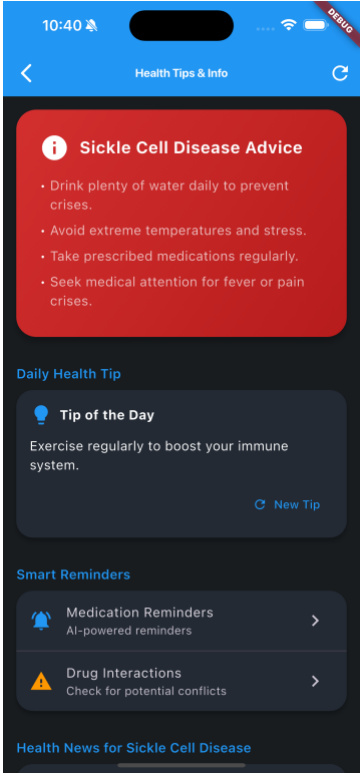 10:40
DEBUG
Health Tips & Info
Sickle Cell Disease Advice
• Drink plenty of water daily to prevent
crises.
• Avoid extreme temperatures and stress.
• Take prescribed medications regularly.
• Seek medical attention for fever or pain
crises.
Daily Health Tip
Tip of the Day
Exercise regularly to boost your immune
system.
New Tip
Smart Reminders
Medication Reminders
AI-powered reminders
Drug Interactions
Check for potential conflicts
Health News for Sickle Cell Disease